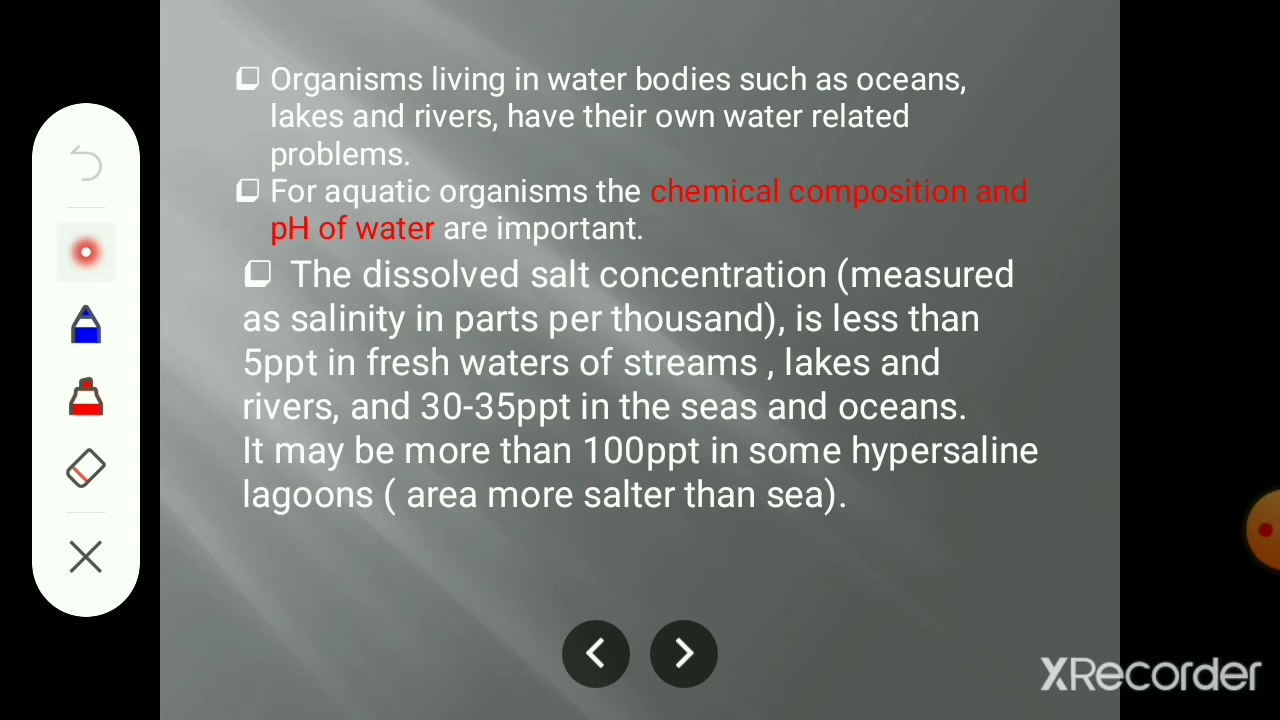 Organisms living in water bodies such as oceans,
lakes and rivers, have their own water related
problems.
For aquatic organisms the chemical composition and
pH of water are important.
The dissolved salt concentration (measured
as salinity in parts per thousand), is less than
5ppt in fresh waters of streams , lakes and
rivers, and 30-35ppt in the seas and oceans.
It may be more than 100ppt in some hypersaline
lagoons ( area more salter than sea).
XRecorder